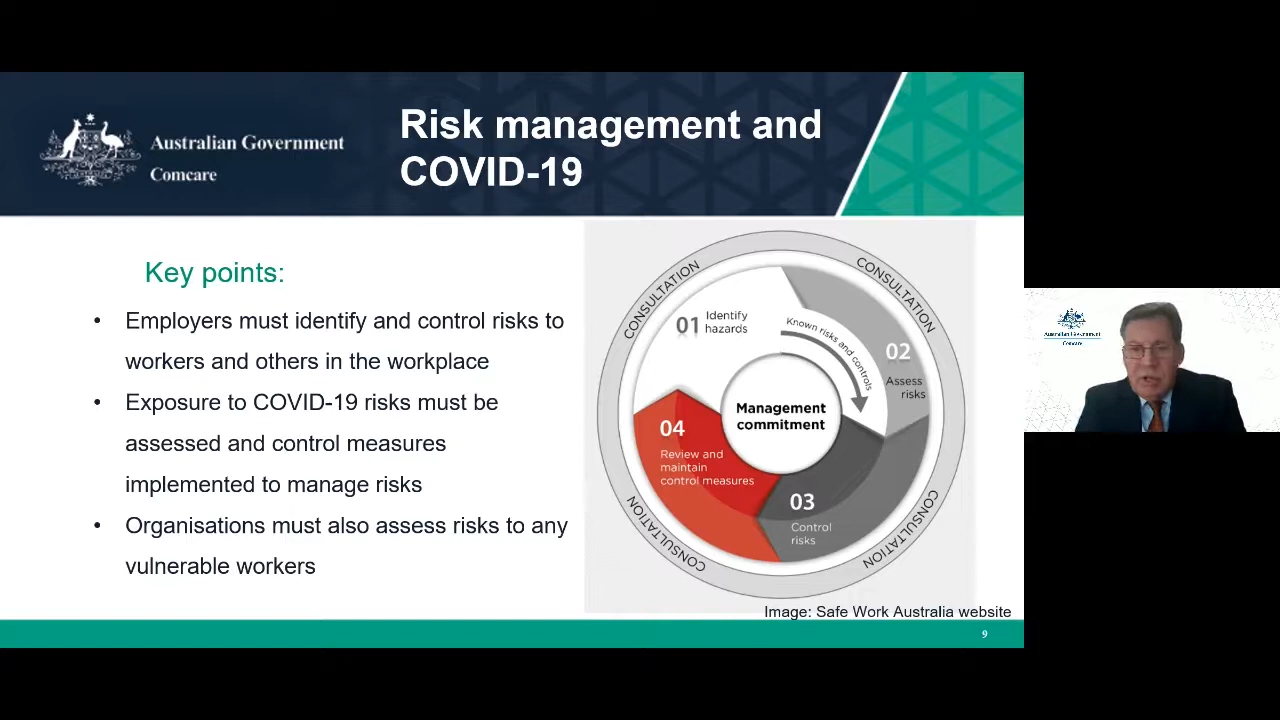 Australian Government
Comcare
Risk management and
COVID-19
Key points:
• Employers must identify and control risks to
workers and others in the workplace
• Exposure to COVID-19 risks must be
assessed and control measures
implemented to manage risks
• Organisations must also assess risks to any
vulnerable workers
CONSULTATION
CONSULTATION
01 Identify
hazards
Known risks and controls
02
Assess
risks
Management
commitment
04
Review and
maintain
control measures
03
Control
risks
CONSULTATION
CONSULTATION
Image: Safe Work Australia website
9
Australian Government
Comcare